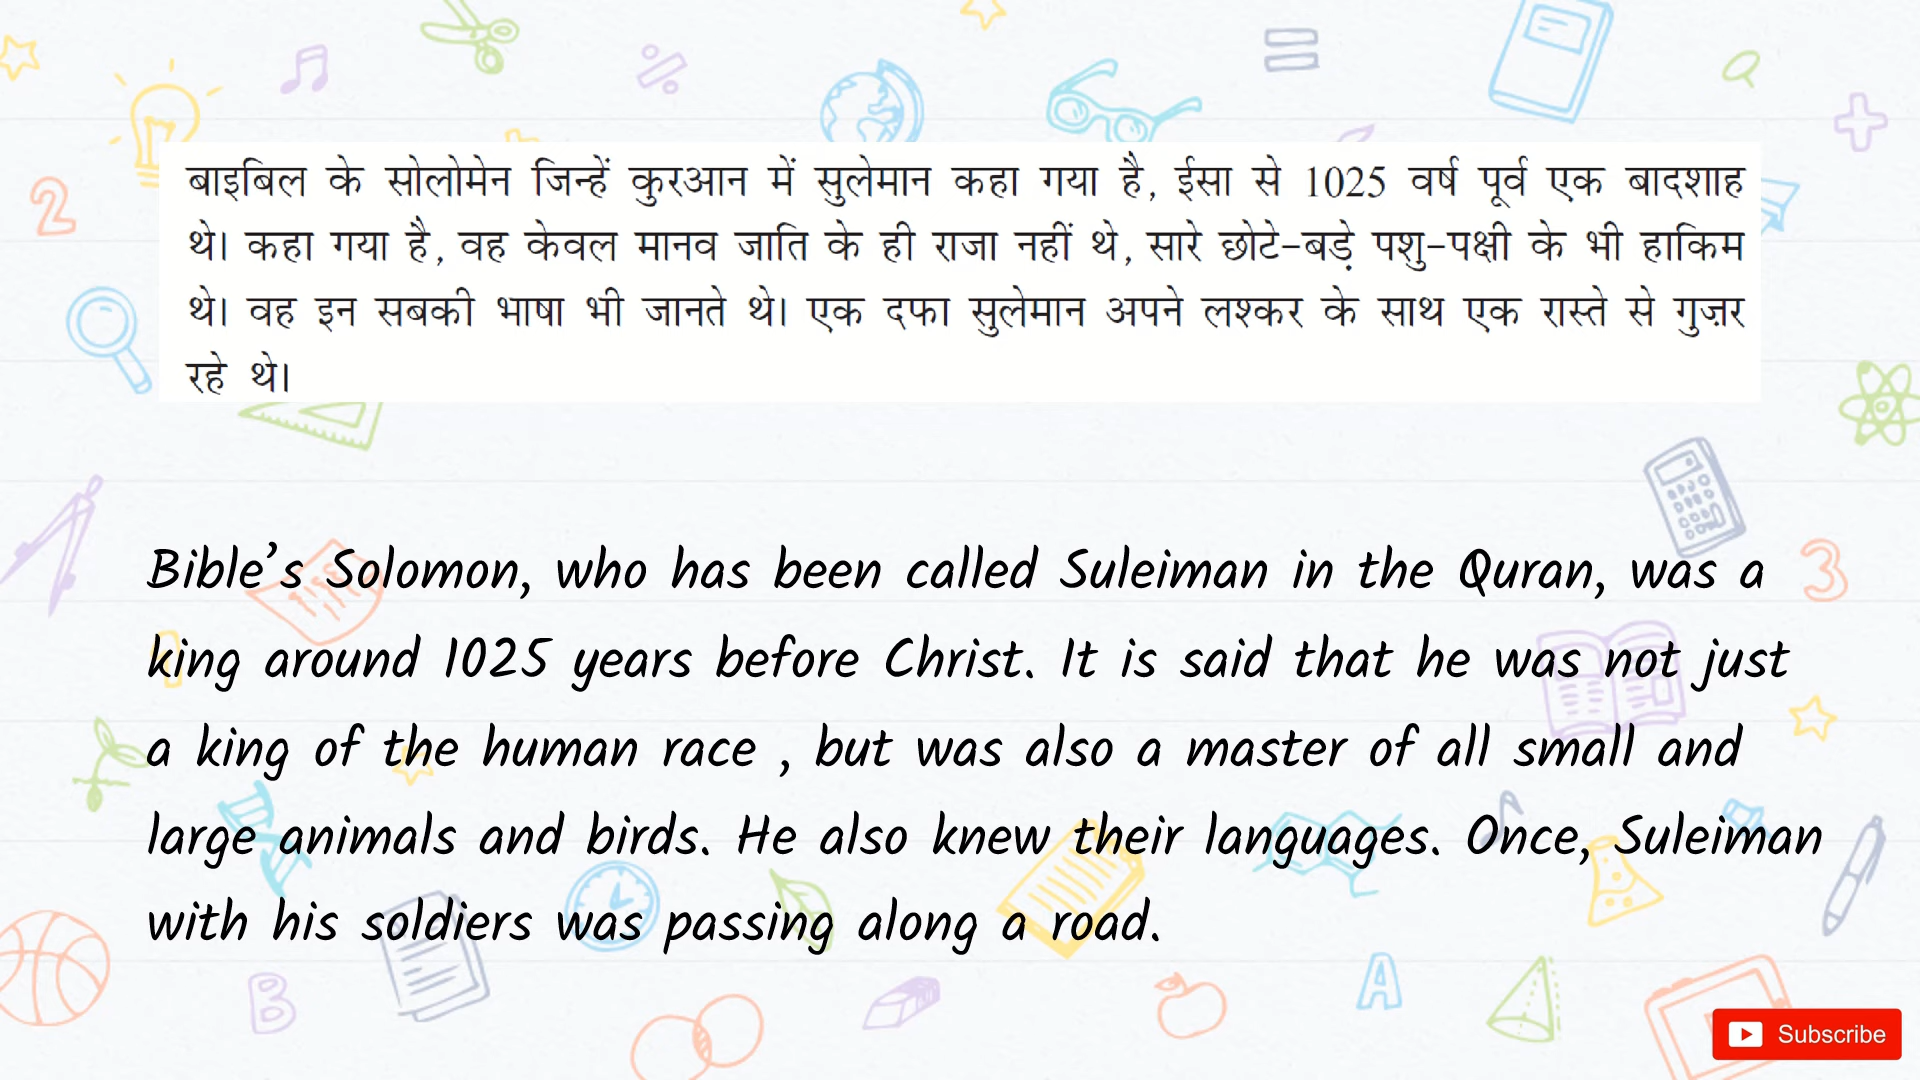 बाइबिल के सोलोमेन जिन्हें कुरआन में सुलेमान कहा गया है, ईसा से 1025 वर्ष पूर्व एक बादशाह
थे। कहा गया है, वह केवल मानव जाति के ही राजा नहीं थे, सारे छोटे-बड़े पशु-पक्षी के भी हाकिम
थे। वह इन सबकी भाषा भी जानते थे। एक दफा सुलेमान अपने लश्कर के साथ एक रास्ते से गुज़र
रहे थे।
Bible’s Solomon, who has been called Suleiman in the Quran, was a
king around 1025 years before Christ. It is said that he was not just
a king of the human race , but was also a master of all small and
large animals and birds. He also knew their languages. Once, Suleiman
with his soldiers was passing along a road.
Subscribe